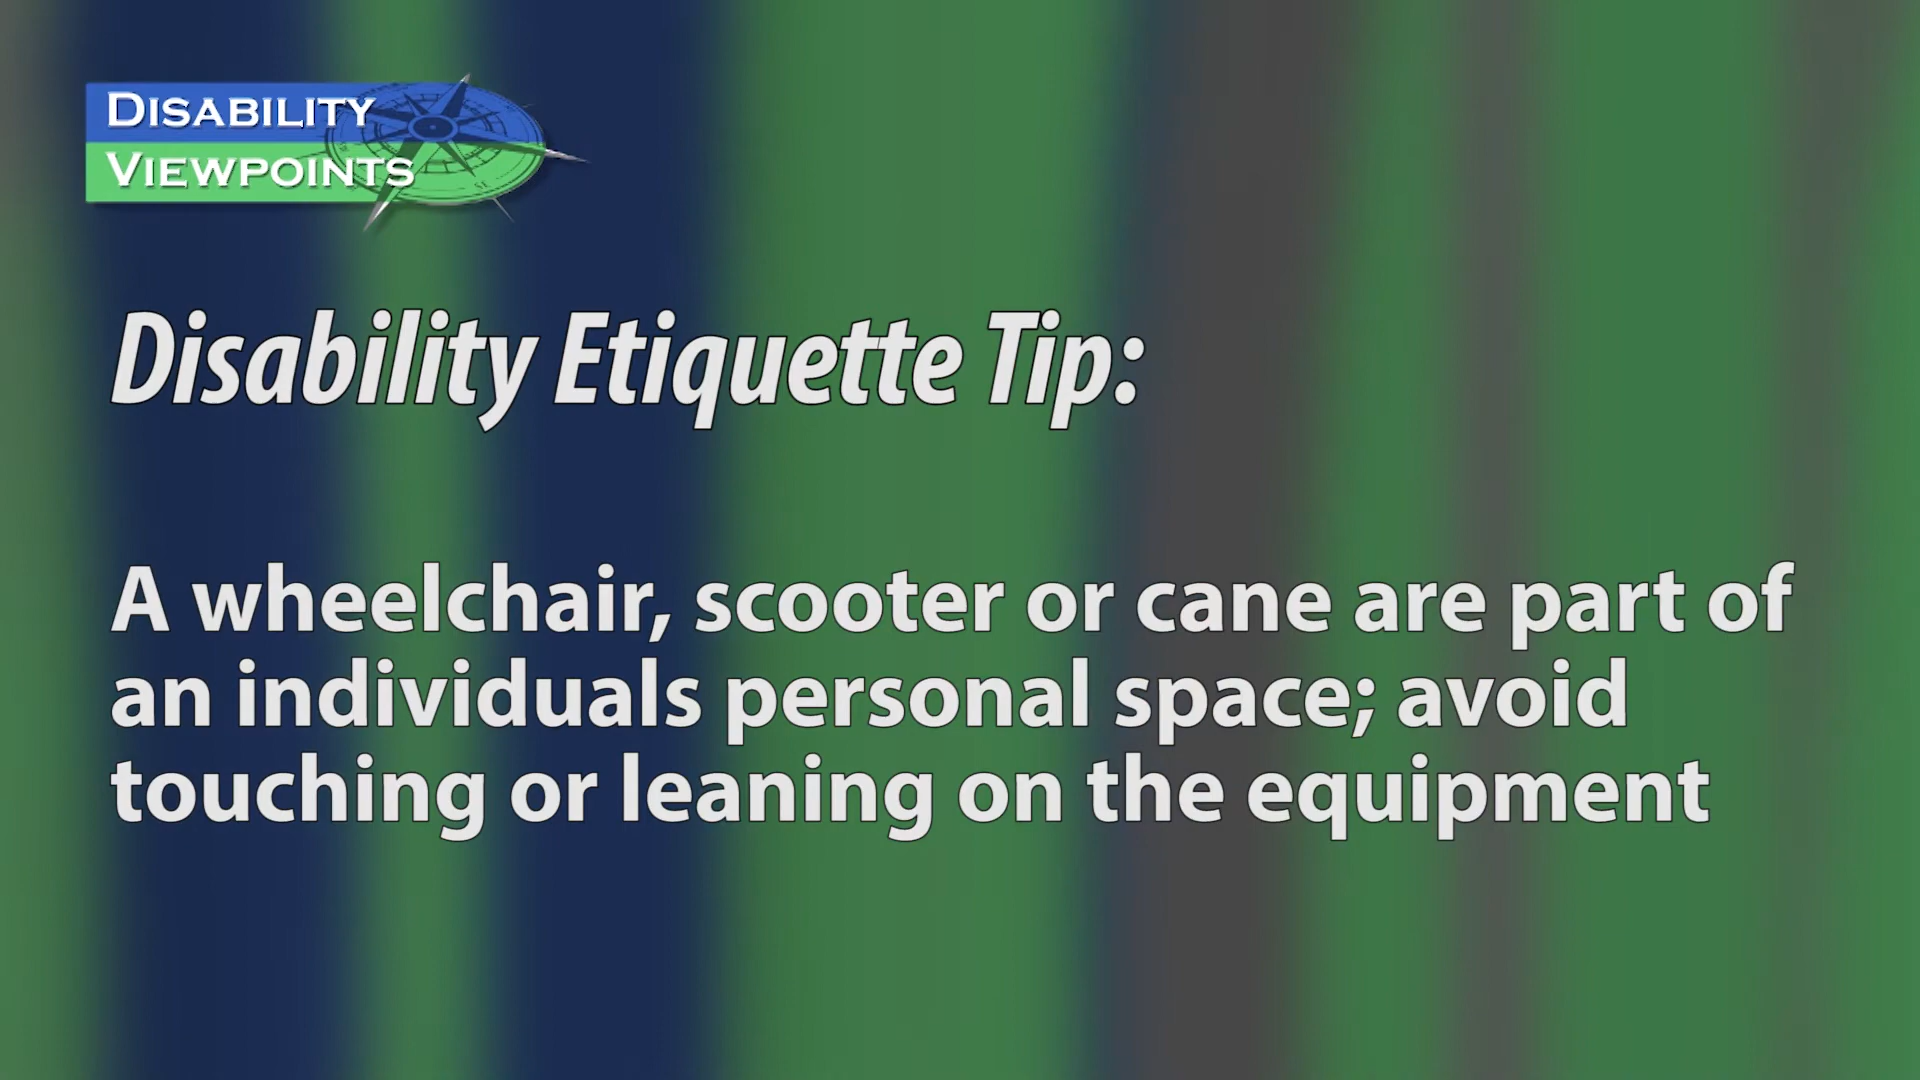 DISABILITY
VIEWPOINTS
Disability Etiquette Tip:
A wheelchair, scooter or cane are part of
an individuals personal space; avoid
touching or leaning on the equipment